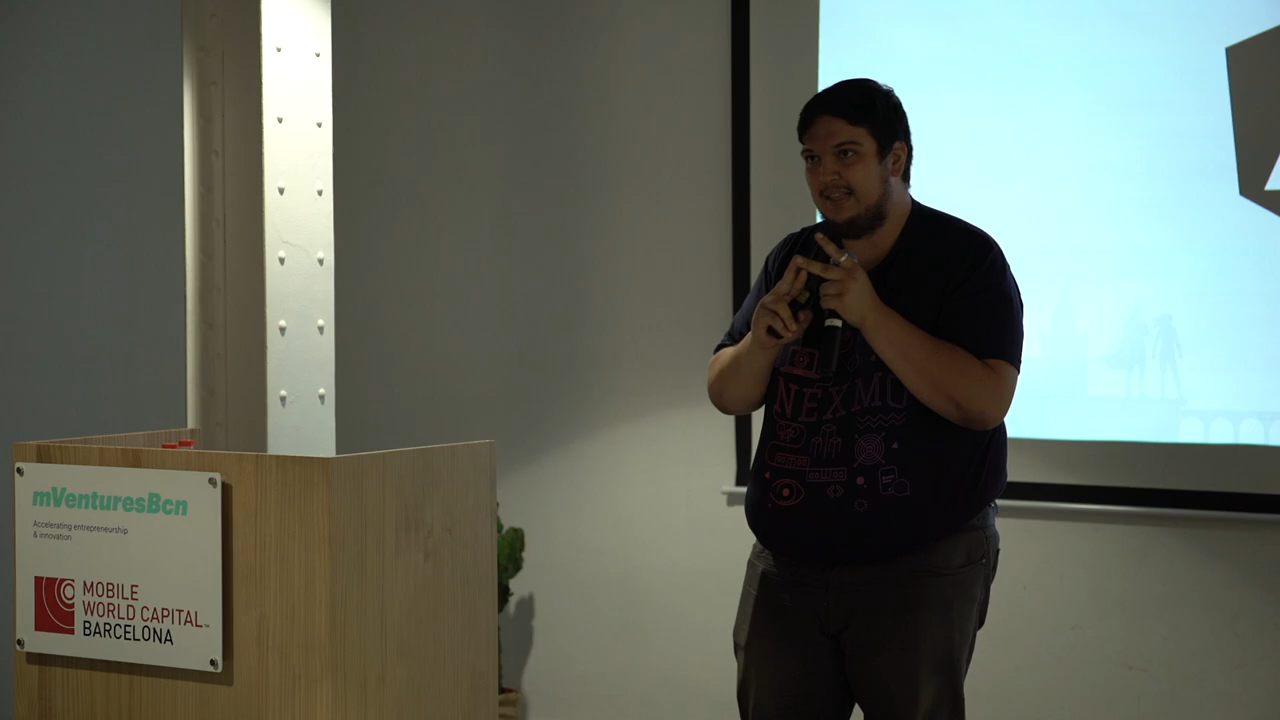 mVenturesBcn
Accelerating entrepreneurship
& innovation
MOBILE
WORLD CAPITAL
BARCELONA
NEXMO